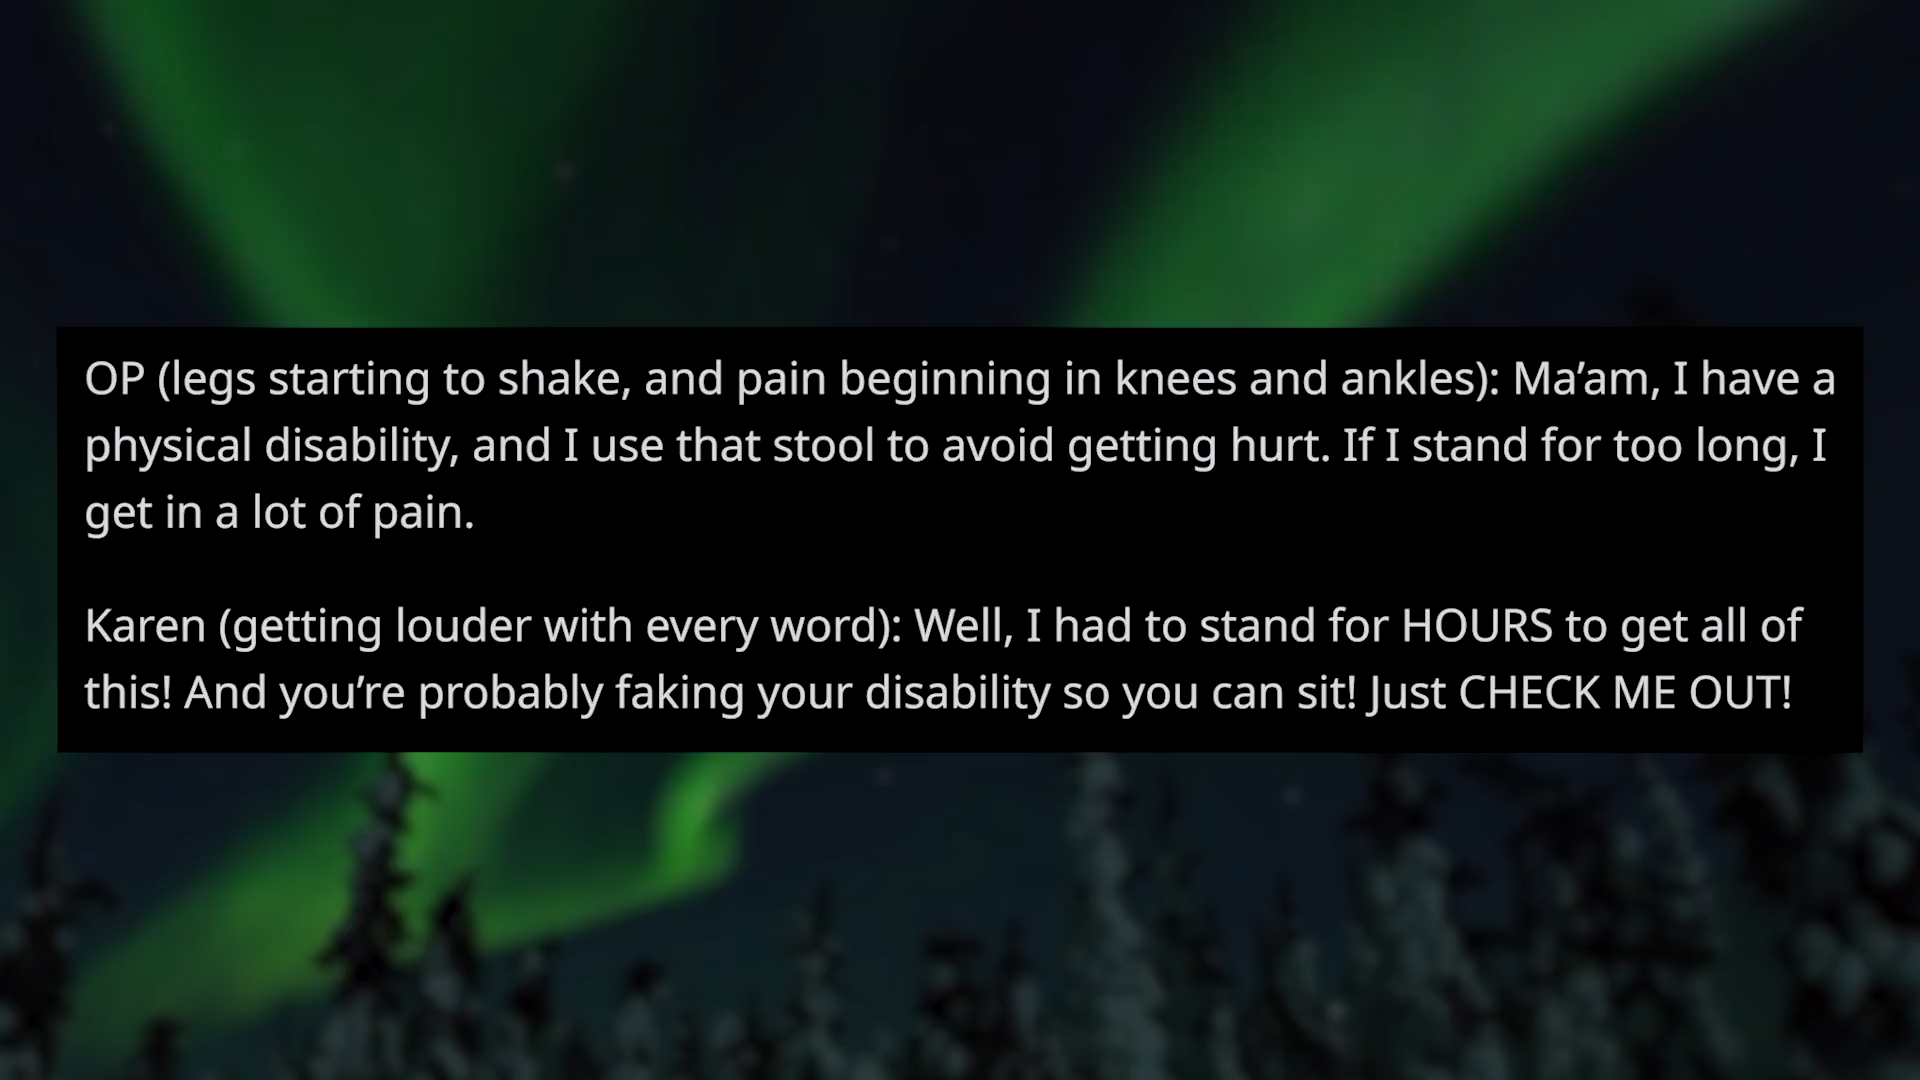 OP (legs starting to shake, and pain beginning in knees and ankles): Ma’am, I have a
physical disability, and I use that stool to avoid getting hurt. If I stand for too long, I
get in a lot of pain.
Karen (getting louder with every word): Well, I had to stand for HOURS to get all of
this! And you’re probably faking your disability so you can sit! Just CHECK ME OUT!